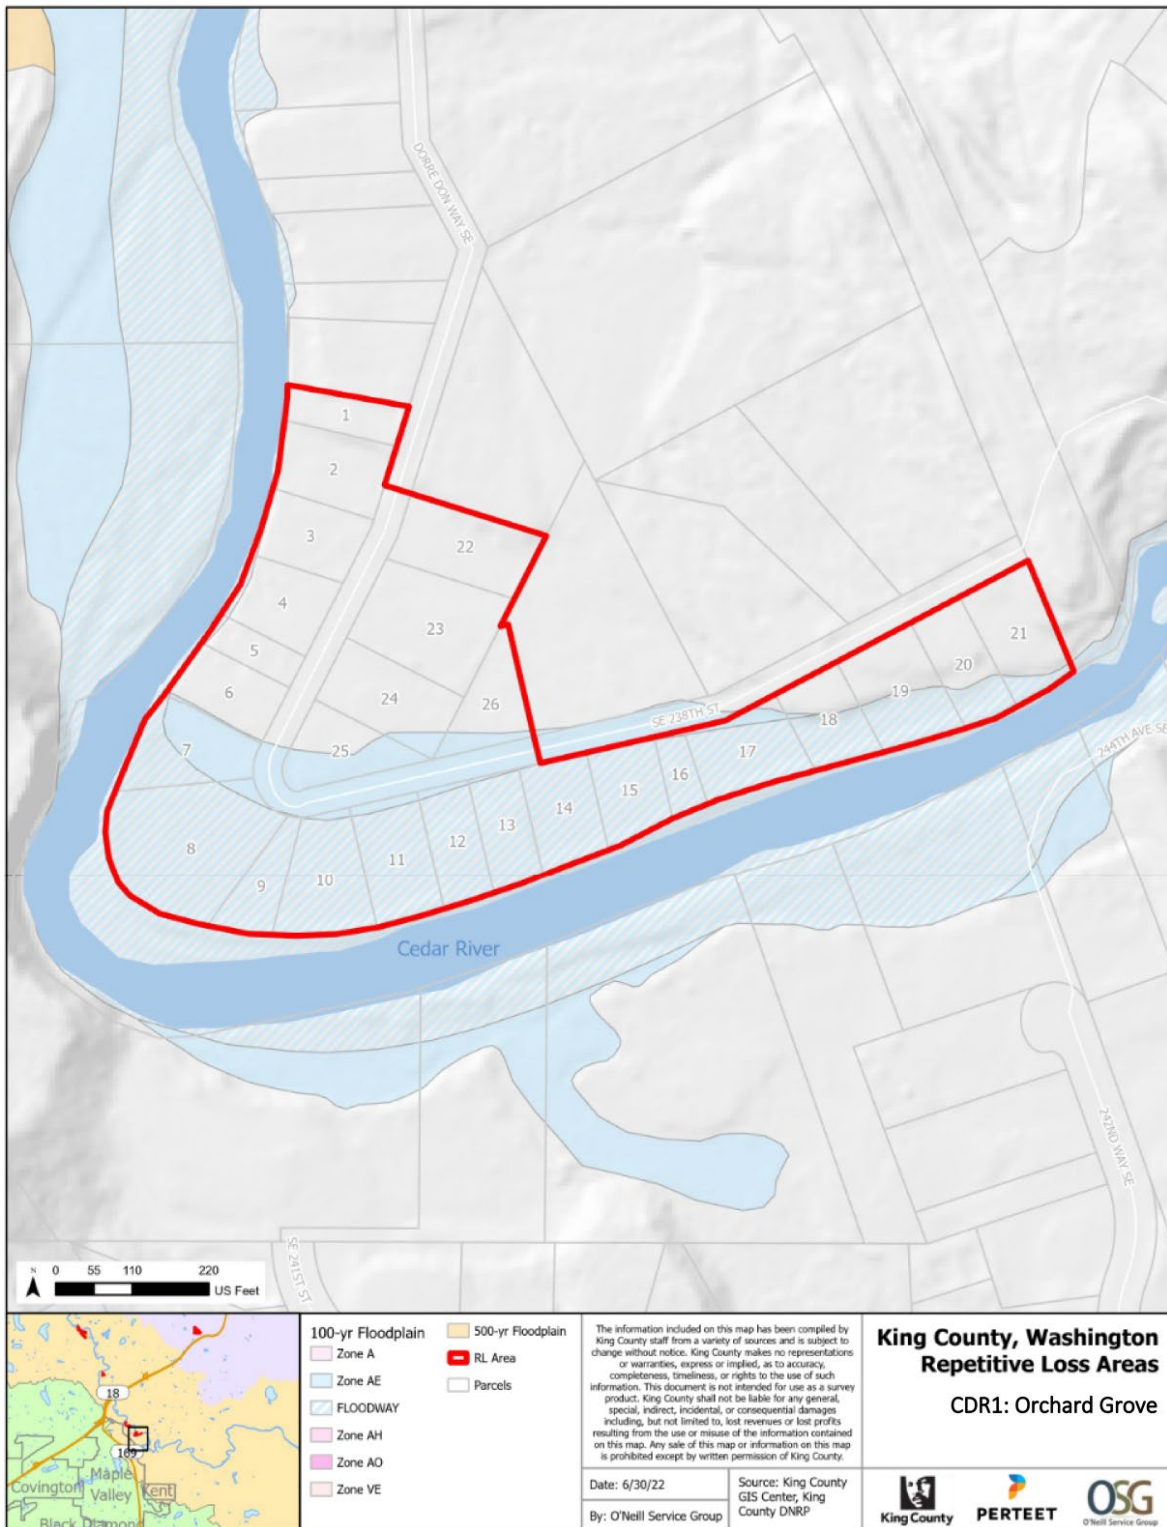 DORRE DON WAY SE
1
2
3
22
4
23
5
21
6
24
26
20
19
SE 238TH ST
18
7
25
17
244TH AVE SE
16
15
14
13
12
11
8
10
9
Cedar River
242ND WAY SE
SE 241ST ST
N
0 55 110 220
US Feet
18
169
Covington
Maple
Valley
Kent
Black Diamond
100-yr Floodplain
Zone A
Zone AE
FLOODWAY
Zone AH
Zone AO
Zone VE
500-yr Floodplain
RL Area
Parcels
The information included on this map has been compiled by
King County staff from a variety of sources and is subject to
change without notice. King County makes no representations
or warranties, express or implied, as to accuracy,
completeness, timeliness, or rights to the use of such
information. This document is not intended for use as a survey
product. King County shall not be liable for any general,
special, indirect, incidental, or consequential damages
including, but not limited to, lost revenues or lost profits
resulting from the use or misuse of the information contained
on this map. Any sale of this map or information on this map
is prohibited except by written permission of King County.
Date: 6/30/22
By: O'Neill Service Group
Source: King County
GIS Center, King
County DNRP
King County, Washington
Repetitive Loss Areas
CDR1: Orchard Grove
King County
PERTEET
OSG
O'Neill Service Group